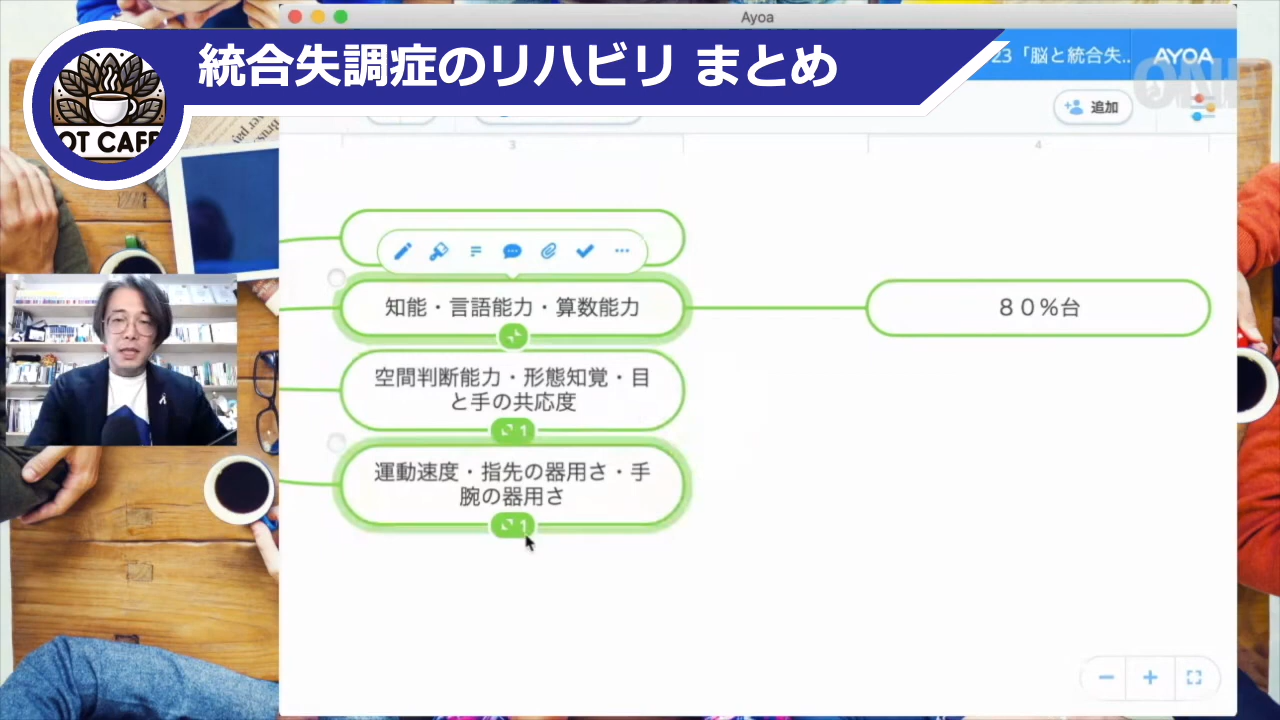 Ayoa
統合失調症のリハビリ まとめ
23「脳と統合失..
AYOA
ONE
OT CAFE
追加
3
4
知能・言語能力・算数能力
８０％台
空間判断能力・形態知覚・目
と手の共応度
1
運動速度・指先の器用さ・手
腕の器用さ
1